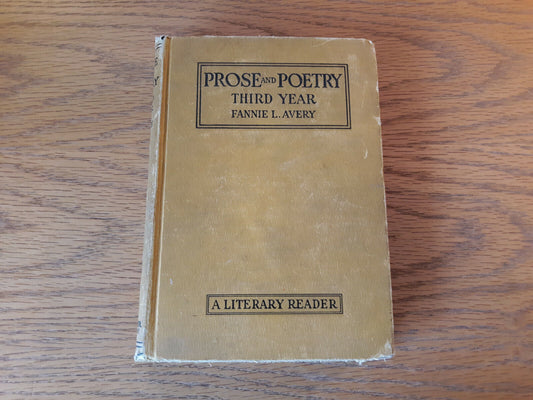 PROSE AND POETRY
THIRD YEAR
FANNIE L. AVERY
A LITERARY READER